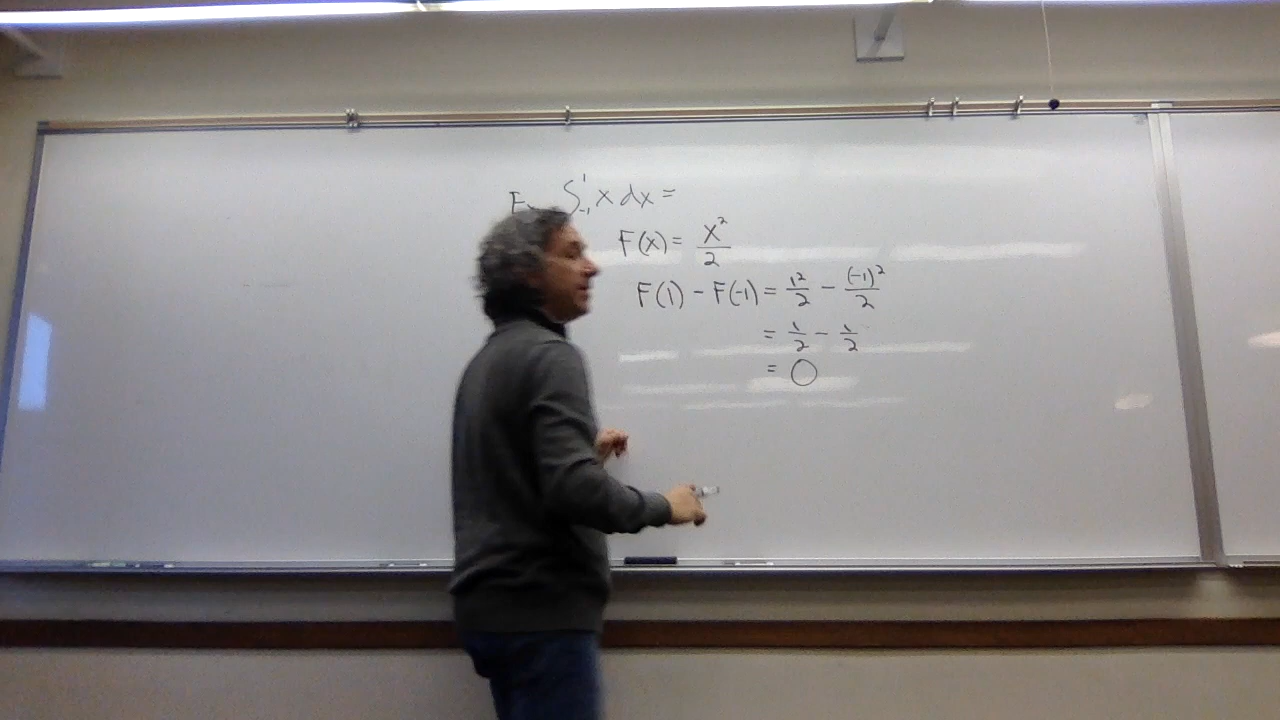 ∫₋₁¹ x dx =
F(x) = x²/2
F(1) - F(-1) = 1²/2 - (-1)²/2
= 1/2 - 1/2
= 0